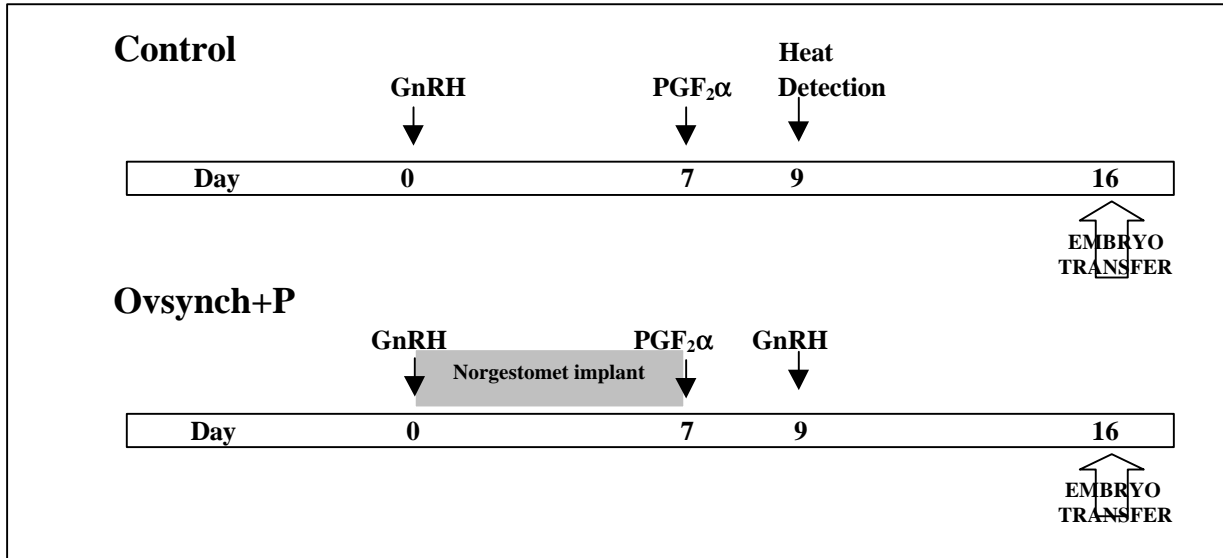 Control
Heat
GnRH PGF₂α Detection
Day 0 7 9 16
EMBRYO
TRANSFER
Ovsynch+P
GnRH PGF₂α GnRH
Norgestomet implant
Day 0 7 9 16
EMBRYO
TRANSFER